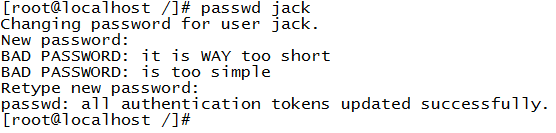 [root@localhost /]# passwd jack
Changing password for user jack.
New password:
BAD PASSWORD: it is WAY too short
BAD PASSWORD: is too simple
Retype new password:
passwd: all authentication tokens updated successfully.
[root@localhost /]#